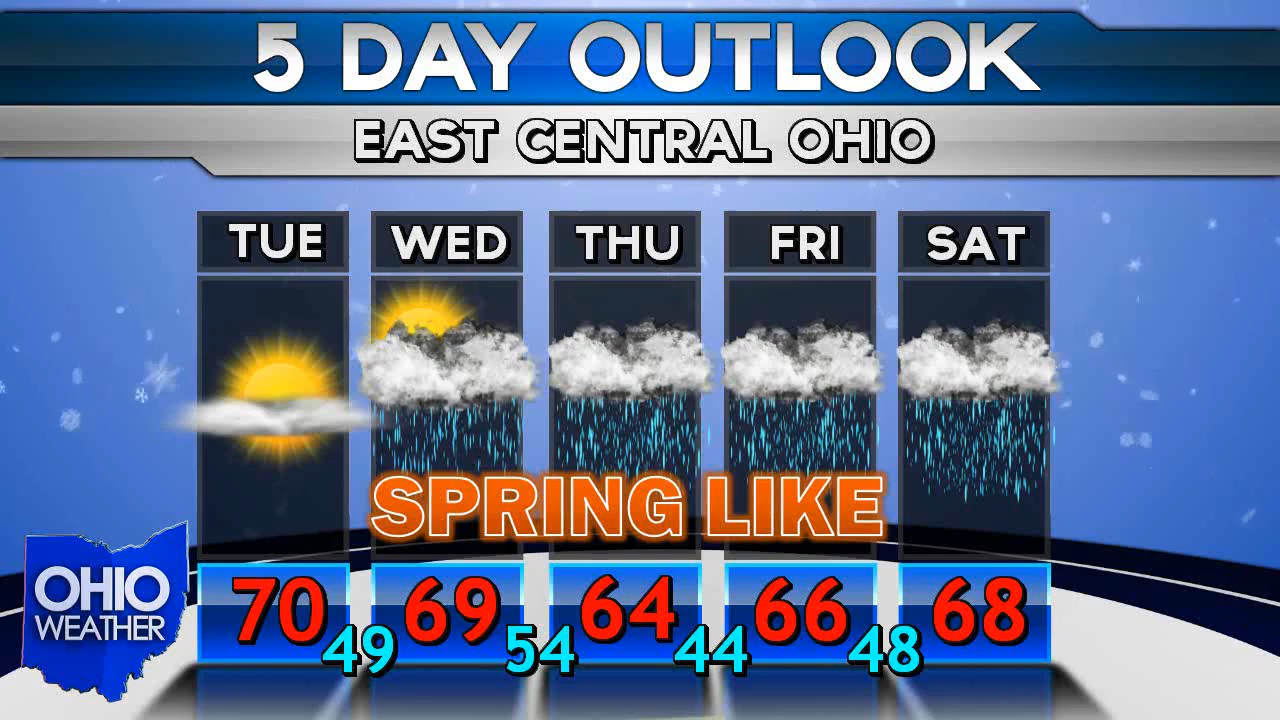 5 DAY OUTLOOK
EAST CENTRAL OHIO
TUE WED THU FRI SAT
SPRING LIKE
70 69 64 66 68
49 54 44 48
OHIO
WEATHER